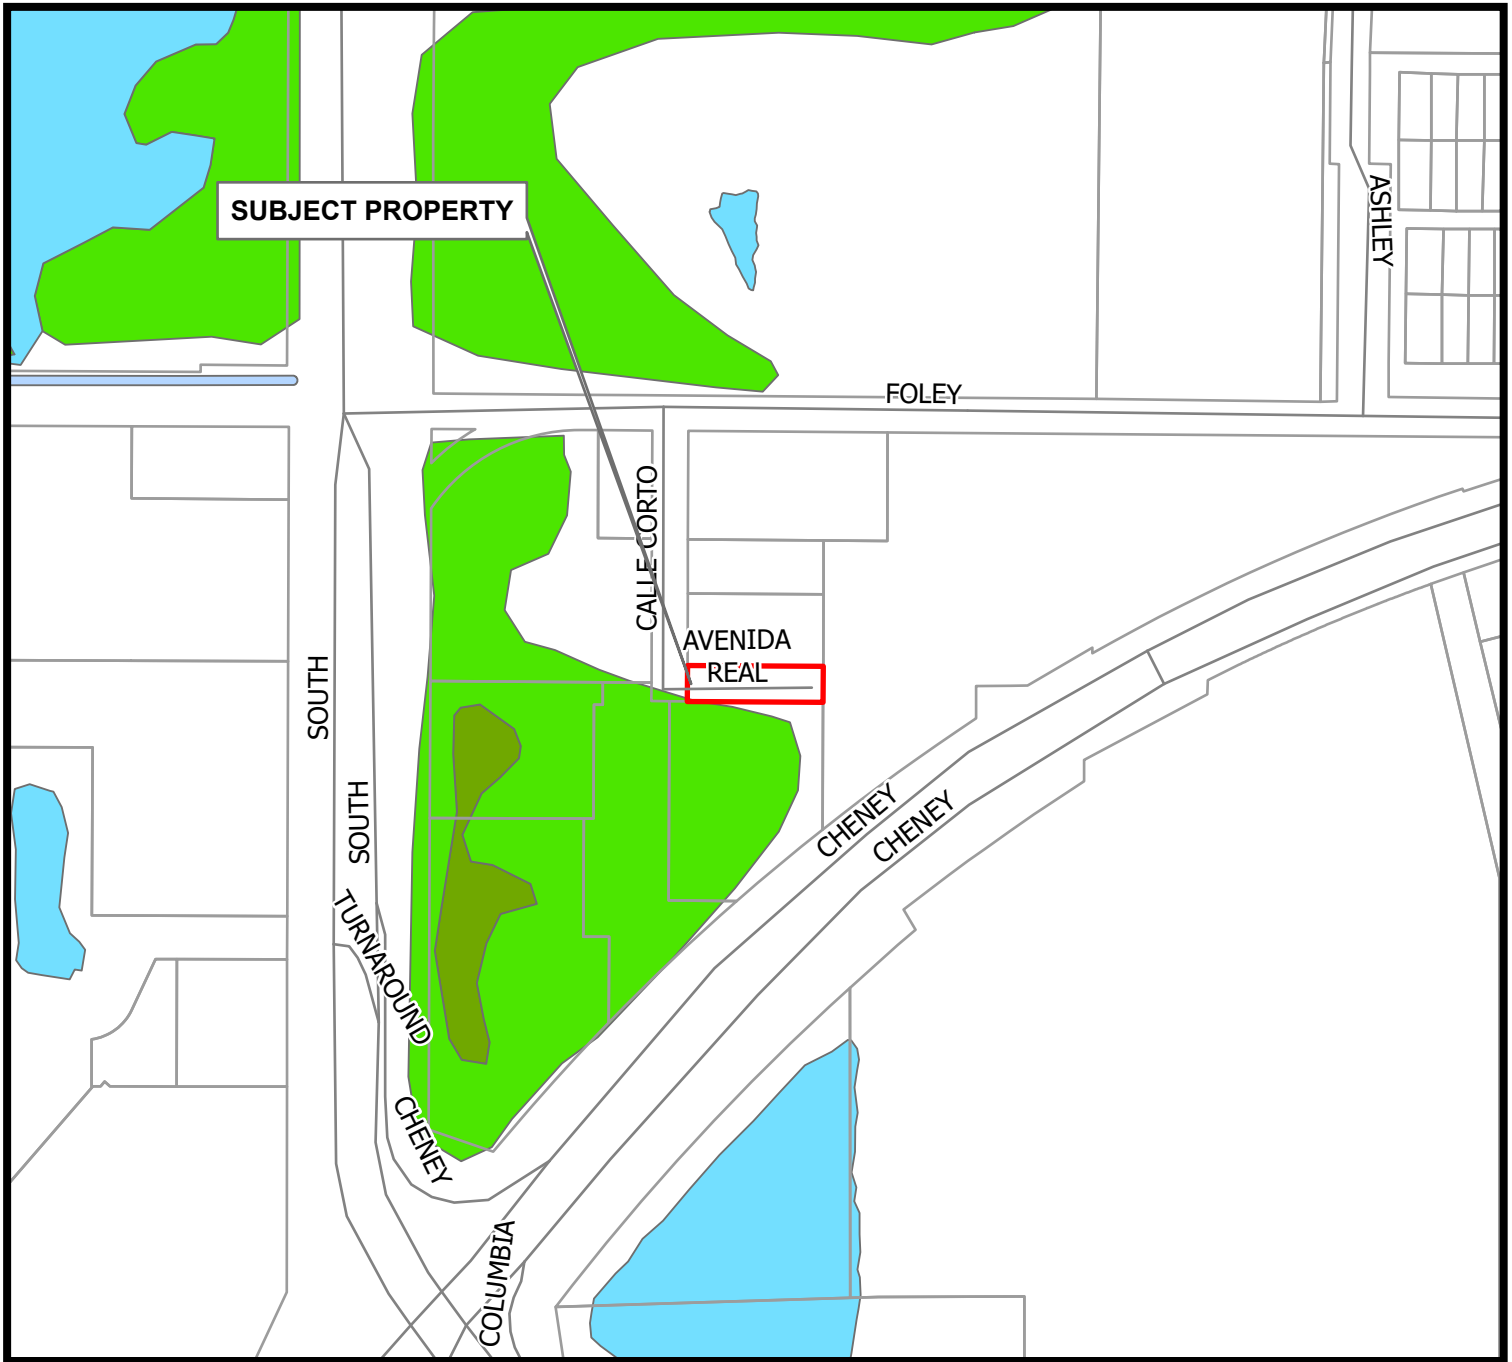 ASHLEY
SUBJECT PROPERTY
FOLEY
CALLE CORTO
AVENIDA
REAL
SOUTH
SOUTH
CHENEY
CHENEY
TURNAROUND
CHENEY
COLUMBIA